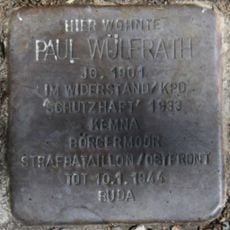 HIER WOHNTE
PAUL WÜLFRATH
JG. 1901
IM WIDERSTAND/KPD
'SCHUTZHAFT' 1933
KEMNA
BÖRGERMOOR
STRAFBATAILLON/OSTFRONT
TOT 10.1.1944
BUDA